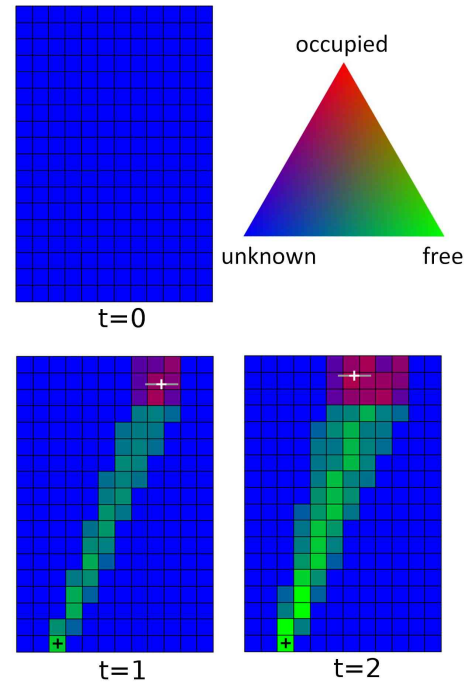 occupied
unknown
free
t=0
t=1
t=2